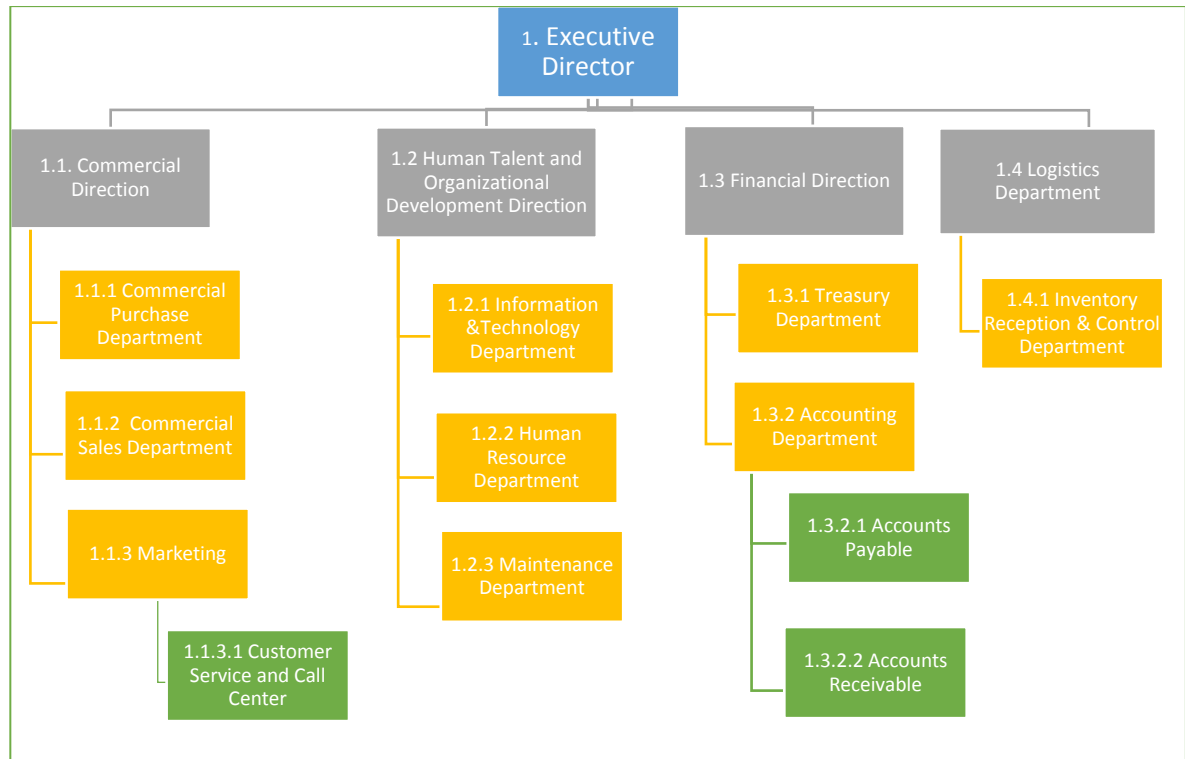 1. Executive
Director
1.1. Commercial
Direction
1.2 Human Talent and
Organizational
Development Direction
1.3 Financial Direction
1.4 Logistics
Department
1.1.1 Commercial
Purchase
Department
1.1.2  Commercial
Sales Department
1.1.3 Marketing
1.1.3.1 Customer
Service and Call
Center
1.2.1 Information
&Technology
Department
1.2.2 Human
Resource
Department
1.2.3 Maintenance
Department
1.3.1 Treasury
Department
1.3.2 Accounting
Department
1.3.2.1 Accounts
Payable
1.3.2.2 Accounts
Receivable
1.4.1 Inventory
Reception & Control
Department